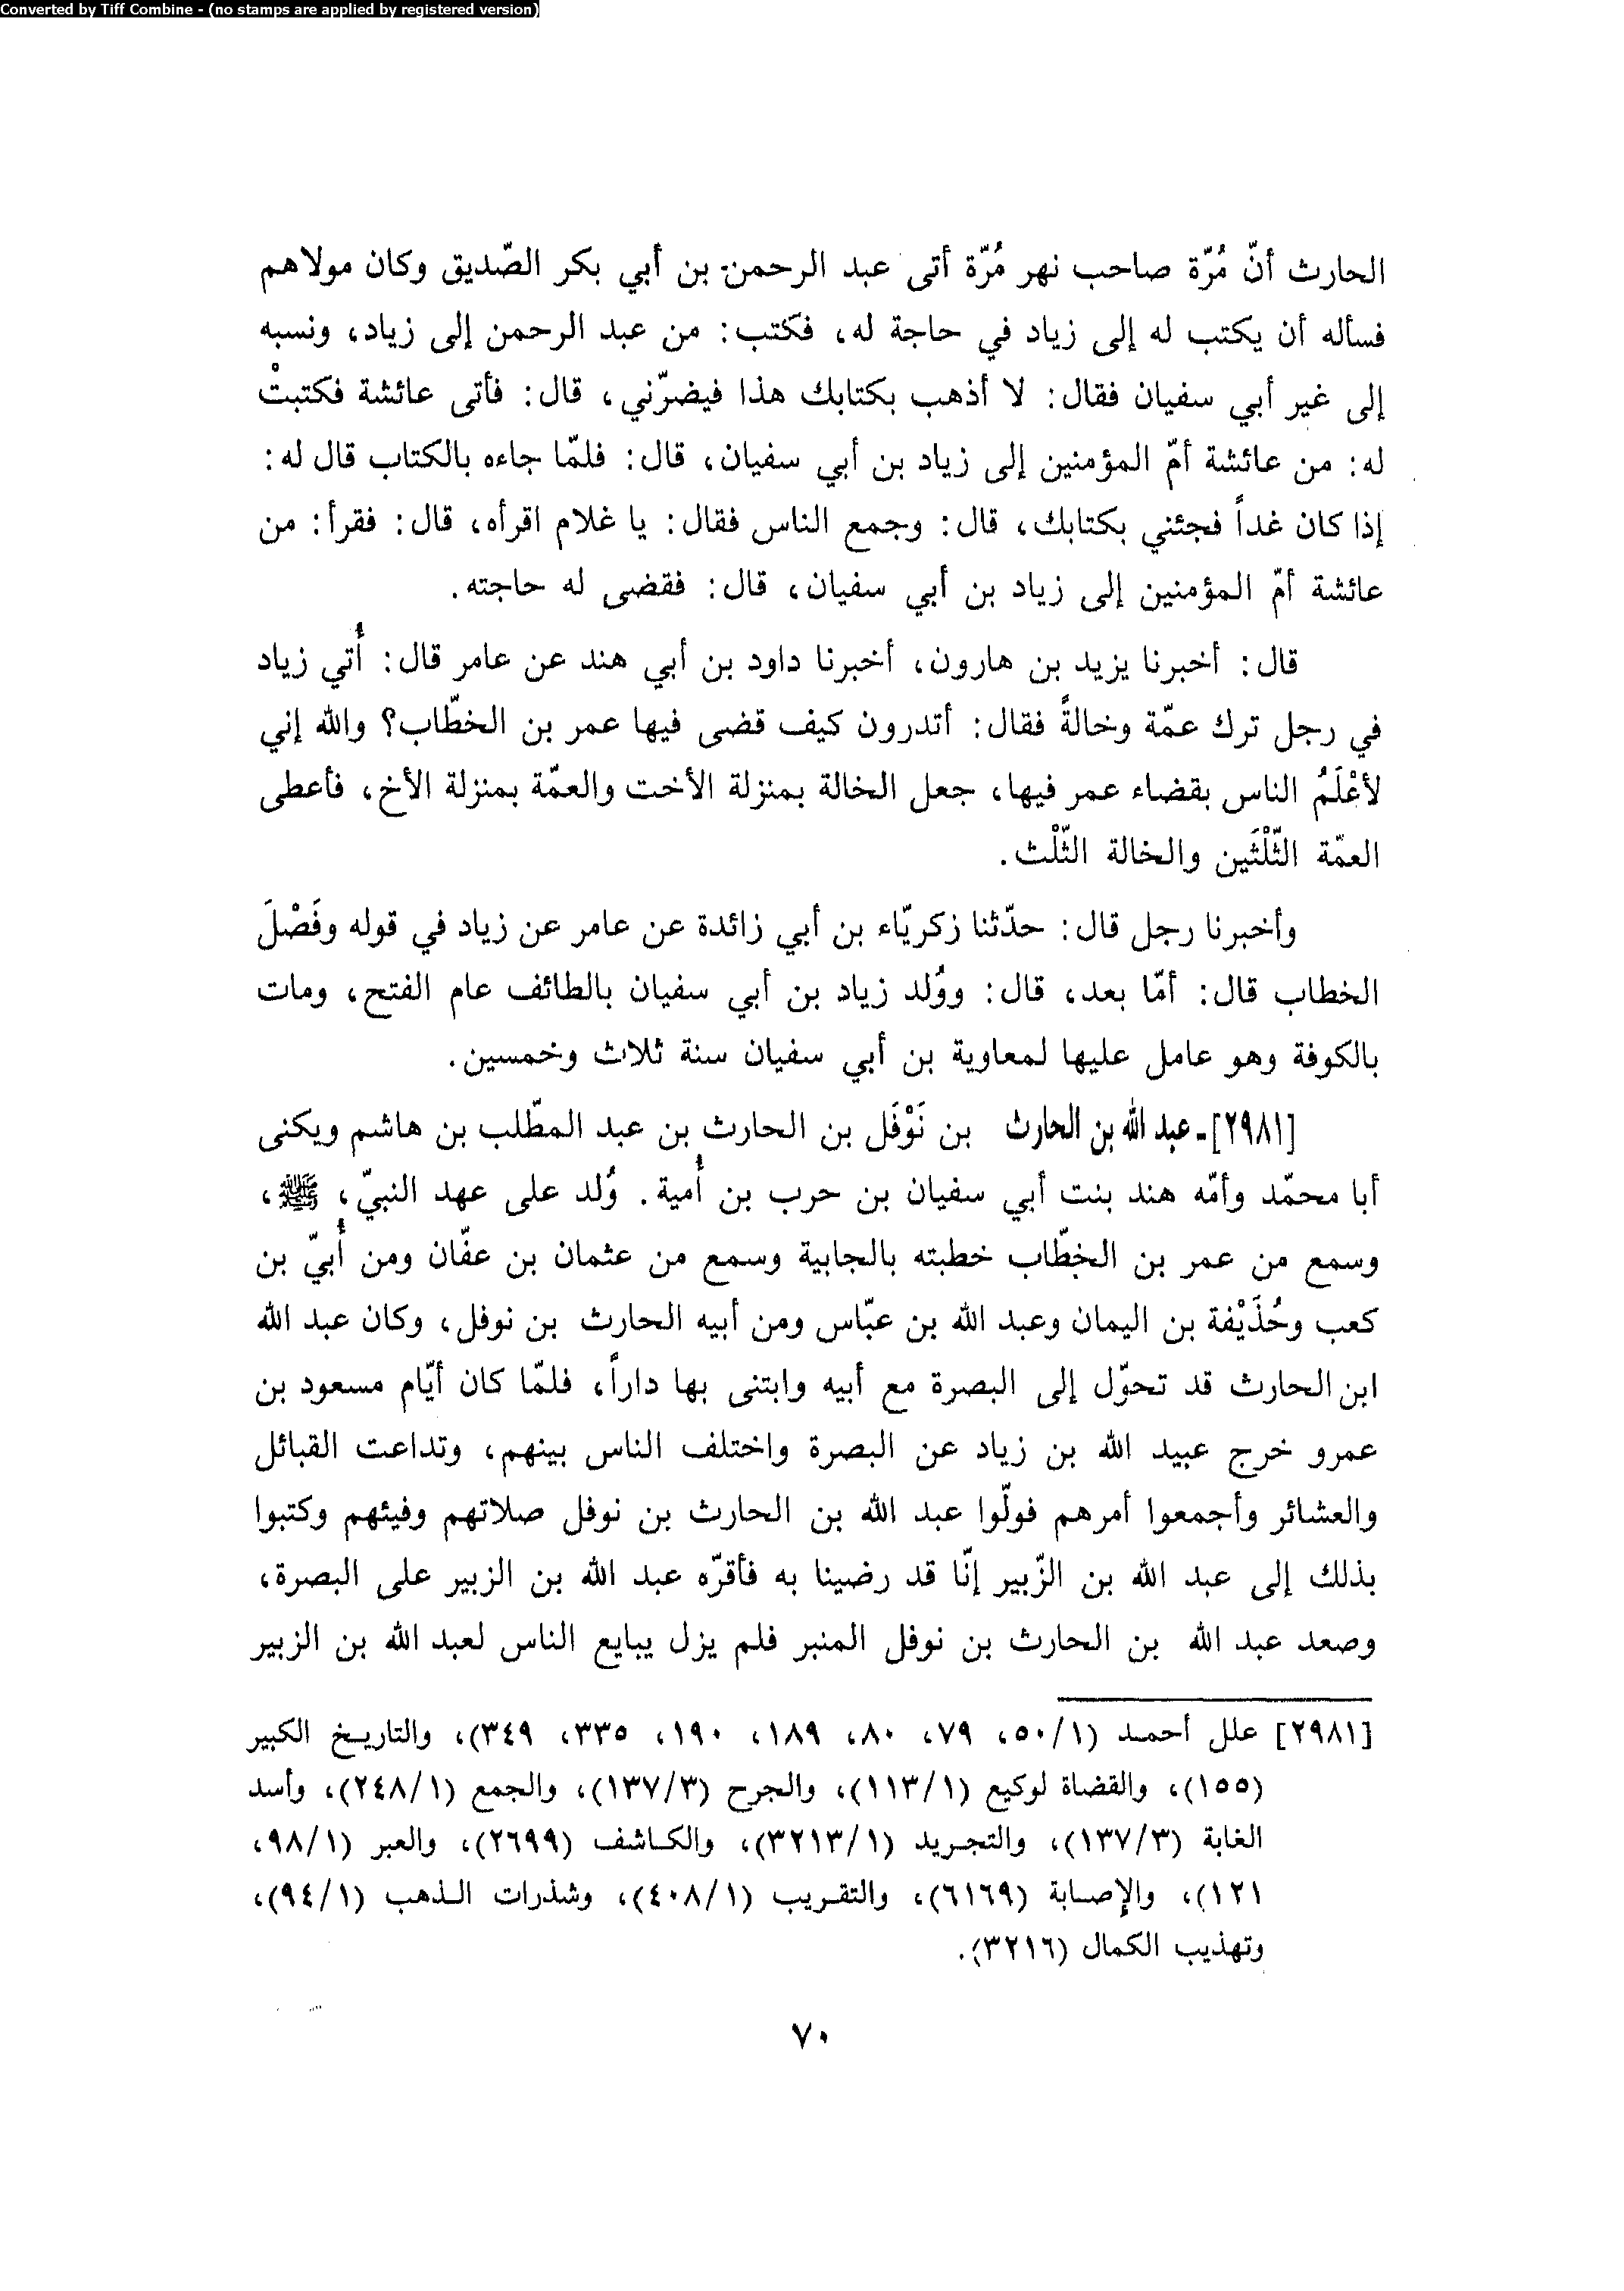 Converted by Tiff Combine - (no stamps are applied by registered version)
الحارث أنّ مُرّة صاحب نهر مُرّة أتى عبد الرحمن بن أبي بكر الصّديق وكان مولاهم
فسأله أن يكتب له إلى زياد في حاجة له، فكتب: من عبد الرحمن إلى زياد، ونسبه
إلى غير أبي سفيان فقال: لا أذهب بكتابك هذا فيضرّني، قال: فأتى عائشة فكتبتْ
له: من عائشة أمّ المؤمنين إلى زياد بن أبي سفيان، قال: فلمّا جاءه بالكتاب قال له:
إذا كان غداً فجئني بكتابك، قال: وجمع الناس فقال: يا غلام اقرأه، قال: فقرأ: من
عائشة أمّ المؤمنين إلى زياد بن أبي سفيان، قال: فقضى له حاجته.
قال: أخبرنا يزيد بن هارون، أخبرنا داود بن أبي هند عن عامر قال: أُتي زياد
في رجل ترك عمّة وخالةً فقال: أتدرون كيف قضى فيها عمر بن الخطّاب؟ والله إني
لأعْلَمُ الناس بقضاء عمر فيها، جعل الخالة بمنزلة الأخت والعمّة بمنزلة الأخ، فأعطى
العمّة الثّلْثَين والخالة الثّلْث.
وأخبرنا رجل قال: حدّثنا زكريّاء بن أبي زائدة عن عامر عن زياد في قوله وفَصْلَ
الخطاب قال: أمّا بعد، قال: ووُلد زياد بن أبي سفيان بالطائف عام الفتح، ومات
بالكوفة وهو عامل عليها لمعاوية بن أبي سفيان سنة ثلاث وخمسين.
[٢٩٨١]ـ عبد الله بن الحارث بن نَوْفَل بن الحارث بن عبد المطّلب بن هاشم ويكنى
أبا محمّد وأمّه هند بنت أبي سفيان بن حرب بن أُمية. وُلد على عهد النبيّ، ﷺ،
وسمع من عمر بن الخطّاب خطبته بالجابية وسمع من عثمان بن عفّان ومن أُبيّ بن
كعب وحُذَيْفة بن اليمان وعبد الله بن عبّاس ومن أبيه الحارث بن نوفل، وكان عبد الله
ابن الحارث قد تحوّل إلى البصرة مع أبيه وابتنى بها داراً، فلمّا كان أيّام مسعود بن
عمرو خرج عبيد الله بن زياد عن البصرة واختلف الناس بينهم، وتداعت القبائل
والعشائر وأجمعوا أمرهم فولّوا عبد الله بن الحارث بن نوفل صلاتهم وفيئهم وكتبوا
بذلك إلى عبد الله بن الزّبير إنّا قد رضينا به فأقرّه عبد الله بن الزبير على البصرة،
وصعد عبد الله بن الحارث بن نوفل المنبر فلم يزل يبايع الناس لعبد الله بن الزبير
[٢٩٨١] علل أحمد (١/ ٥٠، ٧٩، ٨٠، ١٨٩، ١٩٠، ٣٣٥، ٣٤٩)، والتاريخ الكبير
(١٥٥)، والقضاة لوكيع (١/ ١١٣)، والجرح (٣/ ١٣٧)، والجمع (١/ ٢٤٨)، وأسد
الغابة (٣/ ١٣٧)، والتجريد (١/ ٣٢١٣)، والكاشف (٢٦٩٩)، والعبر (١/ ٩٨،
١٢١)، والإصابة (٦١٦٩)، والتقريب (١/ ٤٠٨)، وشذرات الذهب (١/ ٩٤)،
وتهذيب الكمال (٣٢١٦).
٧٠